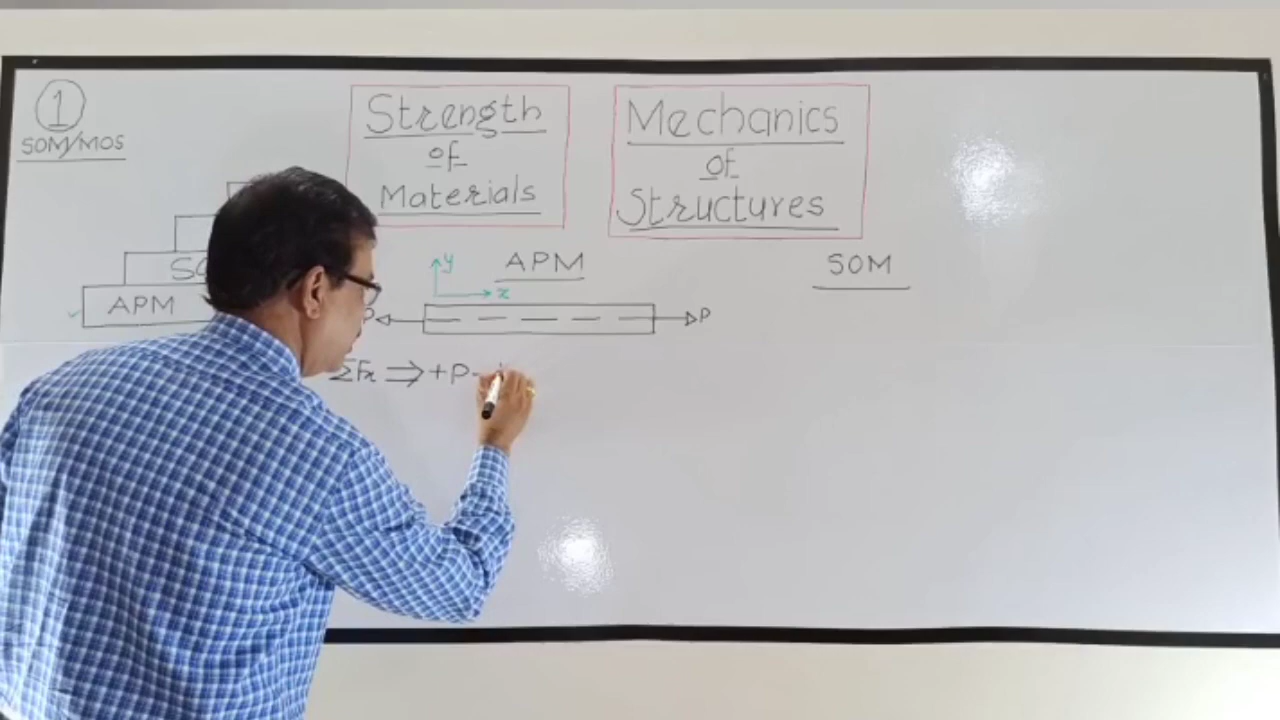 1
SOM/MOS
Strength
of
Materials
Mechanics
of
Structures
APM
y
x
APM
SOM
P
P
ΣFx ⇒ +P-